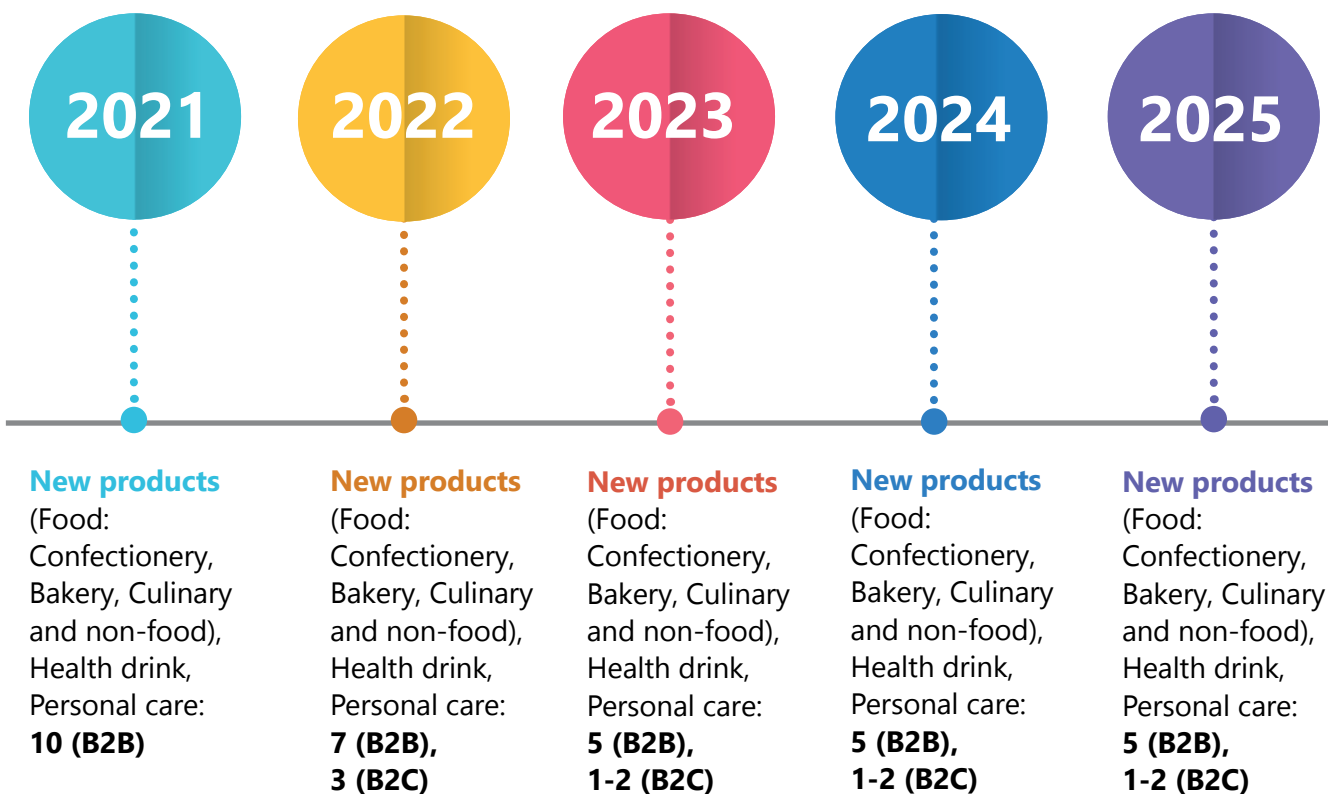 2021
2022
2023
2024
2025
New products
(Food:
Confectionery,
Bakery, Culinary
and non-food),
Health drink,
Personal care:
10 (B2B)
New products
(Food:
Confectionery,
Bakery, Culinary
and non-food),
Health drink,
Personal care:
7 (B2B),
3 (B2C)
New products
(Food:
Confectionery,
Bakery, Culinary
and non-food),
Health drink,
Personal care:
5 (B2B),
1-2 (B2C)
New products
(Food:
Confectionery,
Bakery, Culinary
and non-food),
Health drink,
Personal care:
5 (B2B),
1-2 (B2C)
New products
(Food:
Confectionery,
Bakery, Culinary
and non-food),
Health drink,
Personal care:
5 (B2B),
1-2 (B2C)